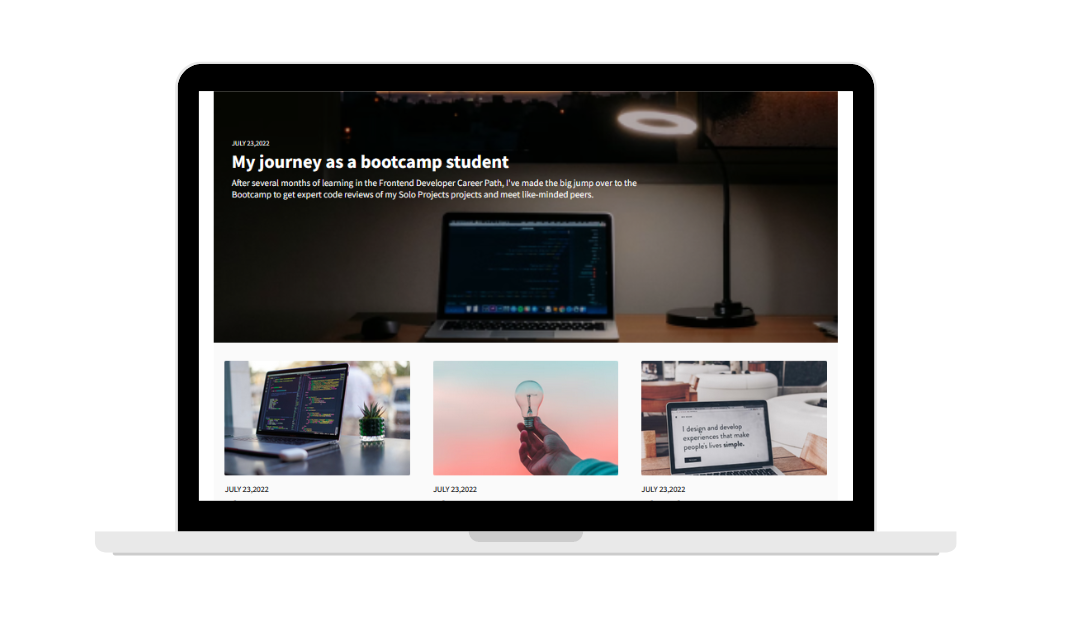 JULY 23,2022
My journey as a bootcamp student
After several months of learning in the Frontend Developer Career Path, I've made the big jump over to the
Bootcamp to get expert code reviews of my Solo Projects projects and meet like-minded peers.
I design and develop
experiences that make
people's lives simple.
JULY 23,2022
JULY 23,2022
JULY 23,2022